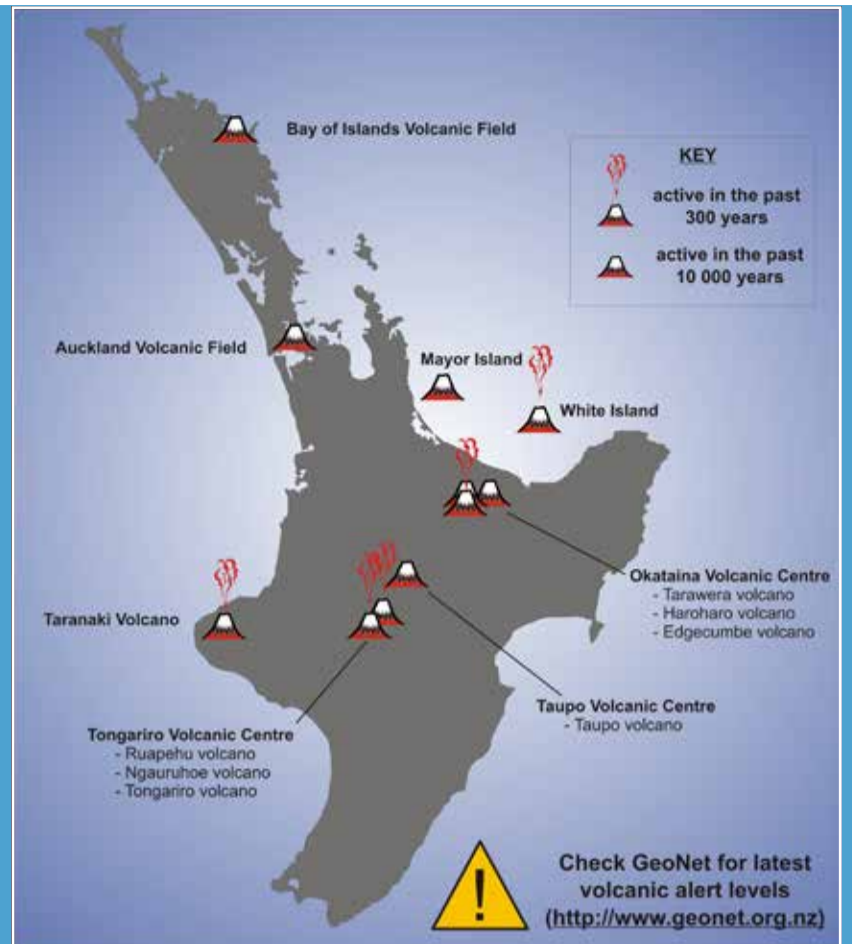 Bay of Islands Volcanic Field
KEY
active in the past
300 years
active in the past
10 000 years
Auckland Volcanic Field
Mayor Island
White Island
Okataina Volcanic Centre
- Tarawera volcano
- Haroharo volcano
- Edgecumbe volcano
Taranaki Volcano
Taupo Volcanic Centre
- Taupo volcano
Tongariro Volcanic Centre
- Ruapehu volcano
- Ngauruhoe volcano
- Tongariro volcano
!
Check GeoNet for latest
volcanic alert levels
(http://www.geonet.org.nz)